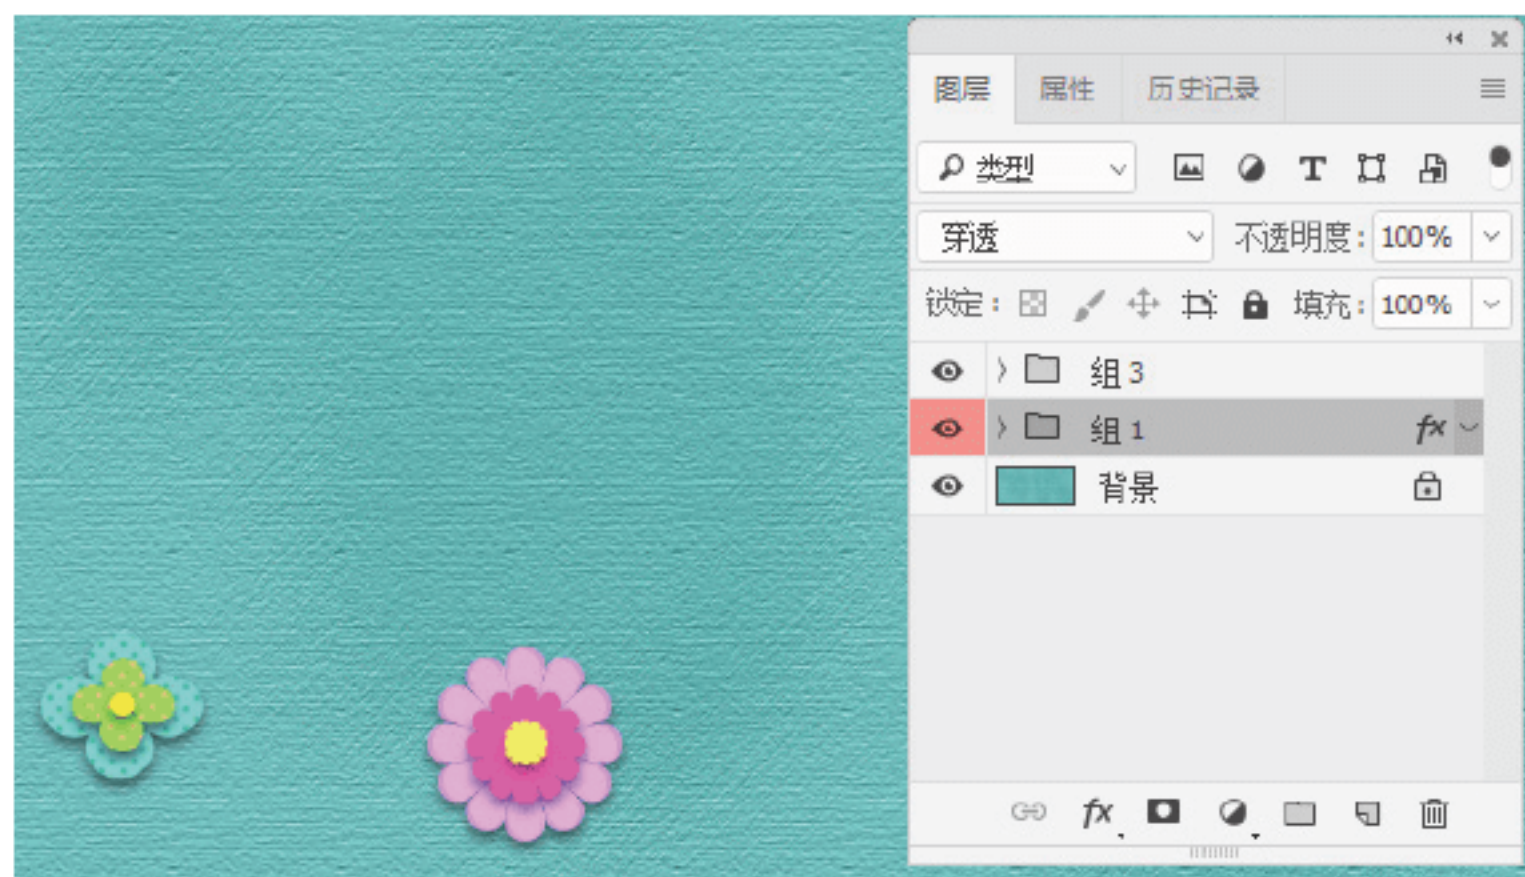 图层 属性 历史记录
类型
穿透 不透明度: 100%
锁定: 填充: 100%
组 3
组 1 fx
背景
fx